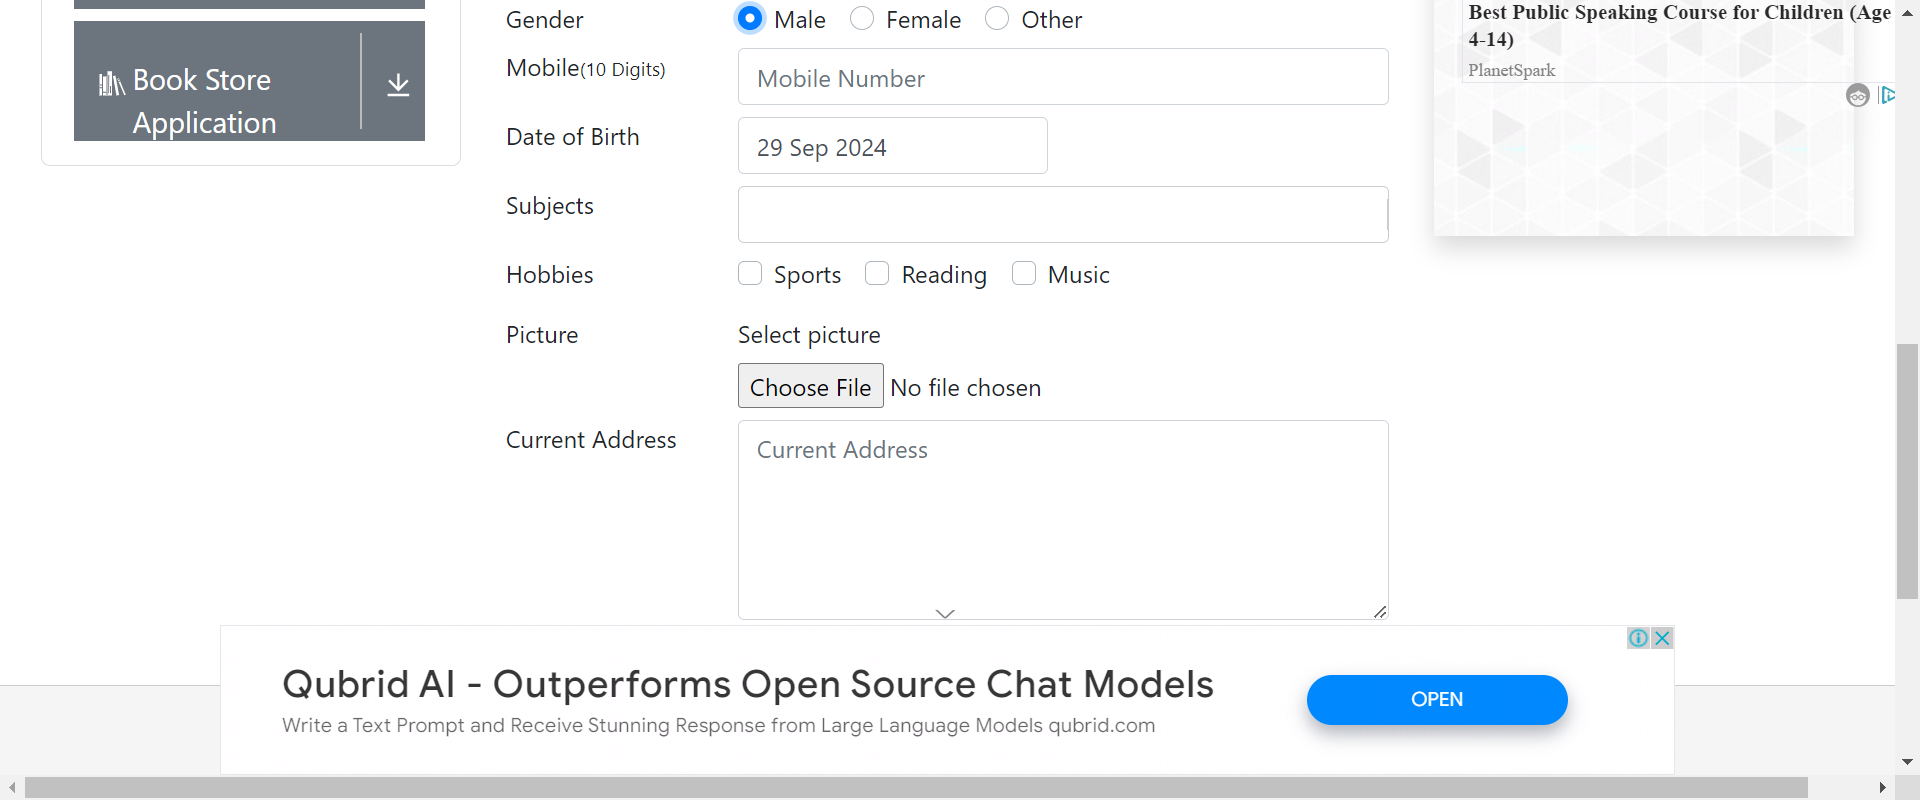 Book Store
Application
Gender
Male Female Other
Mobile(10 Digits)
Mobile Number
Date of Birth
29 Sep 2024
Subjects
Hobbies
Sports Reading Music
Picture
Select picture
Choose File No file chosen
Current Address
Current Address
Best Public Speaking Course for Children (Age
4-14)
PlanetSpark
Qubrid AI - Outperforms Open Source Chat Models
Write a Text Prompt and Receive Stunning Response from Large Language Models qubrid.com
OPEN